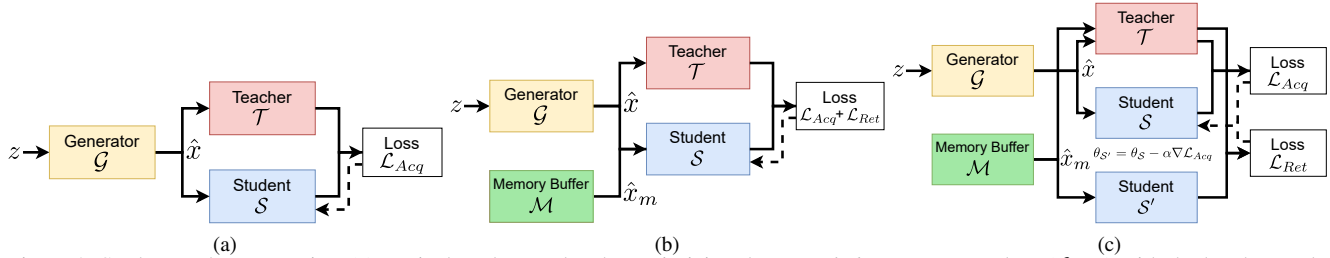 z
Generator
𝒢
x̂
Teacher
𝒯
Student
𝒮
Loss
ℒ_Acq
(a)
z
Generator
𝒢
x̂
Memory Buffer
ℳ
x̂_m
Teacher
𝒯
Student
𝒮
Loss
ℒ_Acq + ℒ_Ret
(b)
z
Generator
𝒢
x̂
Memory Buffer
ℳ
x̂_m
Teacher
𝒯
Student
𝒮
θ_𝒮′ = θ_𝒮 − α∇ℒ_Acq
Student
𝒮′
Loss
ℒ_Acq
Loss
ℒ_Ret
(c)